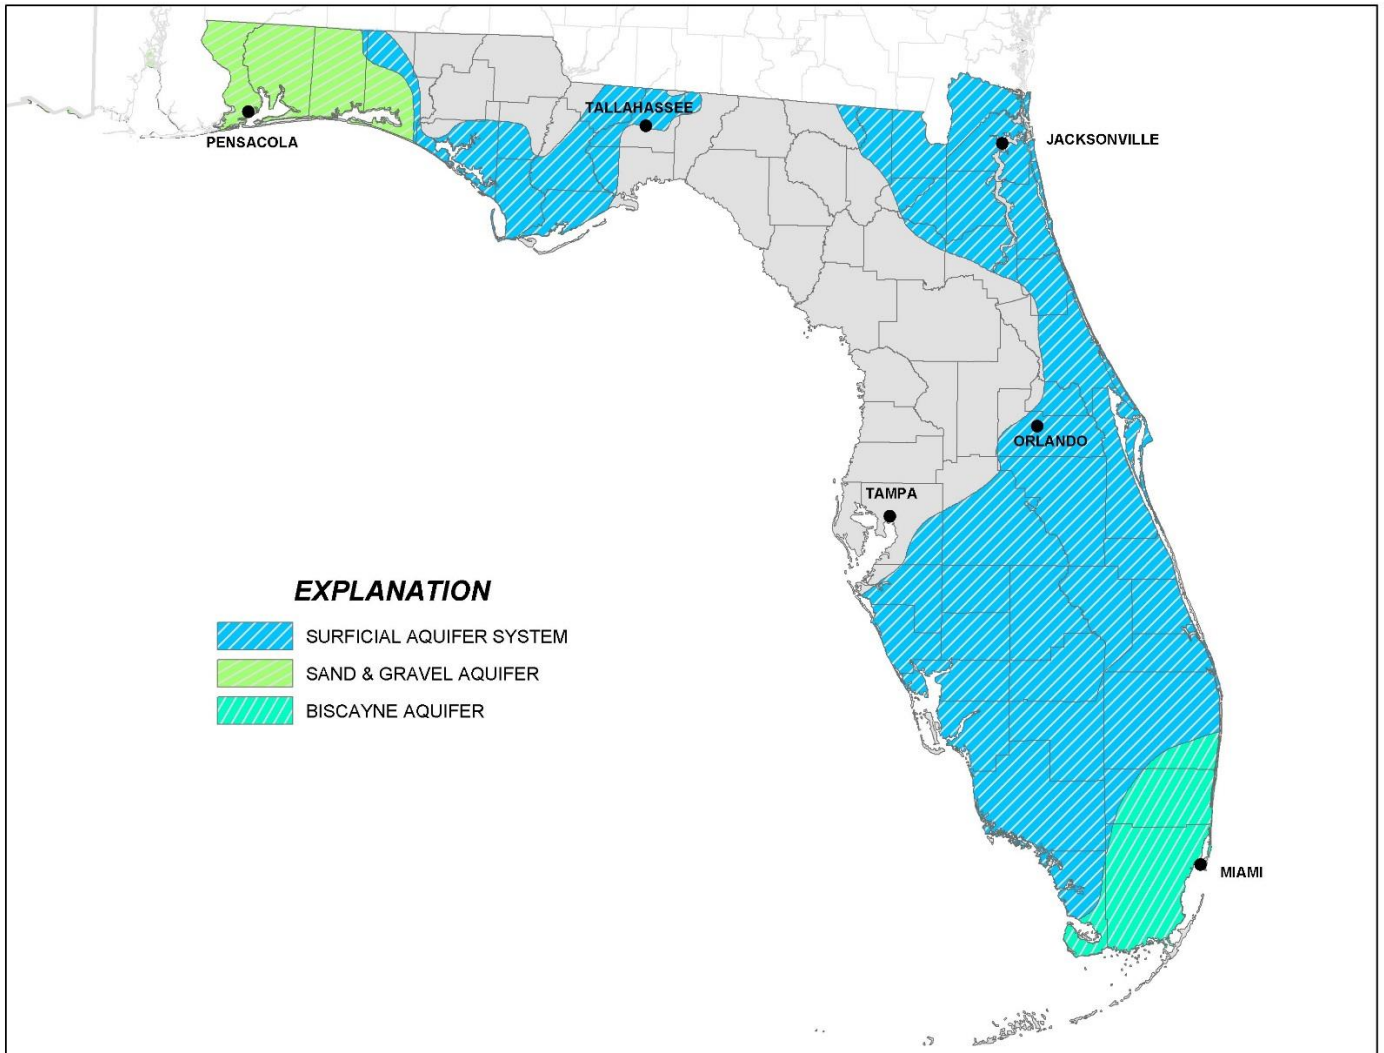 TALLAHASSEE
PENSACOLA
JACKSONVILLE
ORLANDO
TAMPA
EXPLANATION
SURFICIAL AQUIFER SYSTEM
SAND & GRAVEL AQUIFER
BISCAYNE AQUIFER
MIAMI